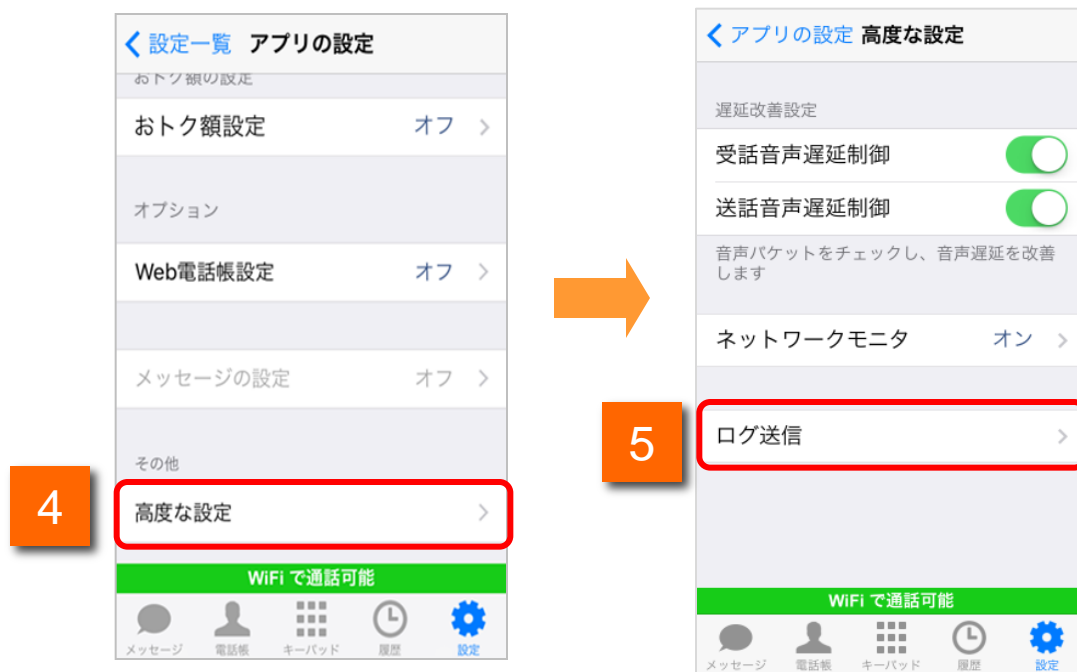 設定一覧 アプリの設定
おトク額の設定
おトク額設定 オフ
オプション
Web電話帳設定 オフ
メッセージの設定 オフ
その他
4
高度な設定
WiFi で通話可能
メッセージ 電話帳 キーパッド 履歴 設定
アプリの設定 高度な設定
遅延改善設定
受話音声遅延制御
送話音声遅延制御
音声パケットをチェックし、音声遅延を改善
します
ネットワークモニタ オン
5
ログ送信
WiFi で通話可能
メッセージ 電話帳 キーパッド 履歴 設定